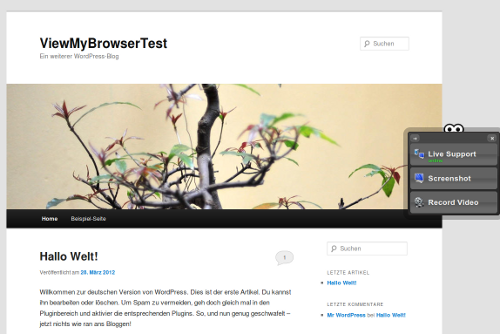 ViewMyBrowserTest
Ein weiterer WordPress-Blog
Suchen
Live Support
Screenshot
Record Video
Home
Beispiel-Seite
Hallo Welt!
1
Veröffentlicht am 20. März 2012
Willkommen zur deutschen Version von WordPress. Dies ist der erste Artikel. Du kannst
ihn bearbeiten oder löschen. Um Spam zu vermeiden, geh doch gleich mal in den
Pluginbereich und aktivier die entsprechenden Plugins. So, und nun genug geschwatzt –
jetzt nichts wie ran ans Bloggen!
Suchen
LETZTE ARTIKEL
Hallo Welt!
LETZTE KOMMENTARE
Mr WordPress bei Hallo Welt!